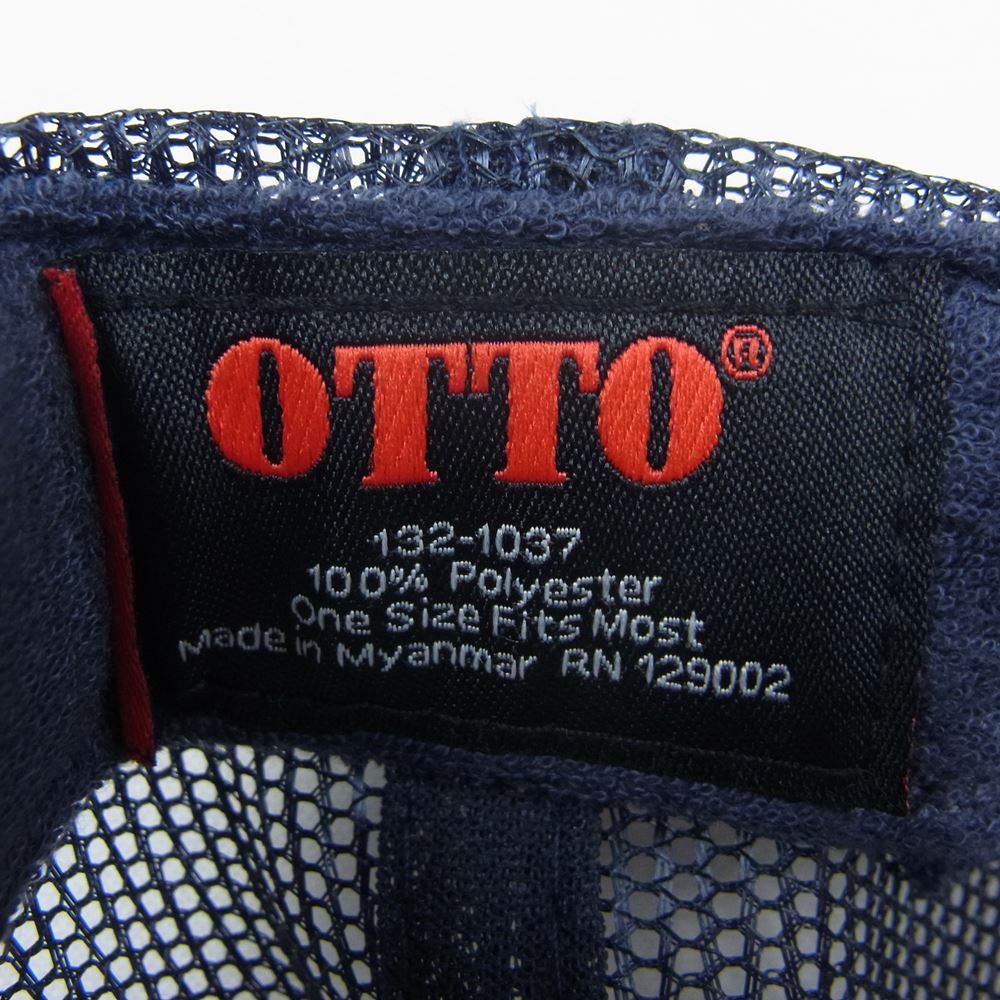 OTTO®
132-1037
100% Polyester
One Size Fits Most
Made in Myanmar RN 129002